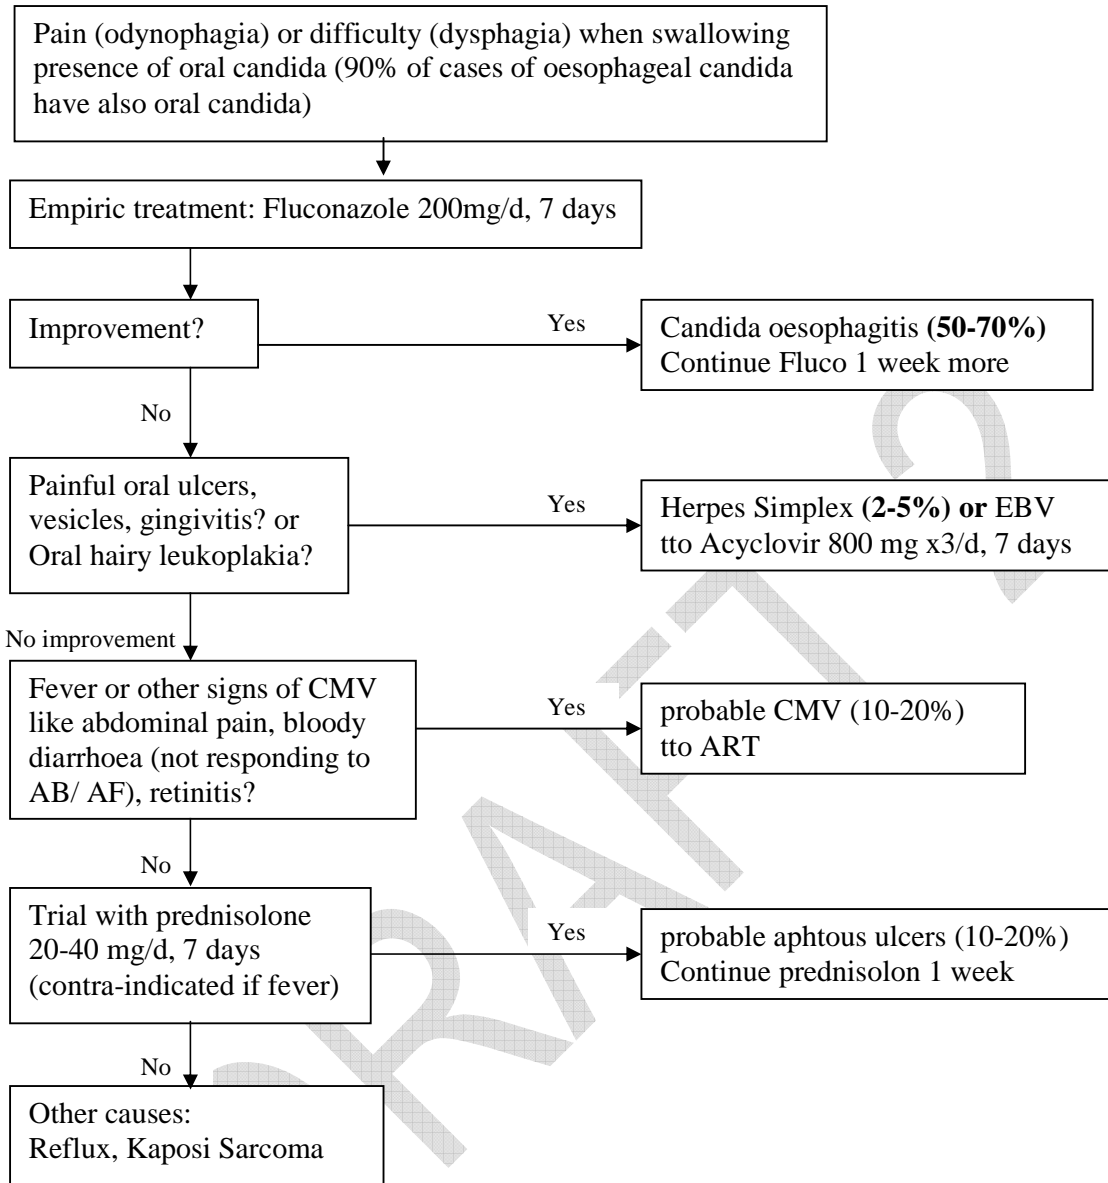 Pain (odynophagia) or difficulty (dysphagia) when swallowing
presence of oral candida (90% of cases of oesophageal candida
have also oral candida)
Empiric treatment: Fluconazole 200mg/d, 7 days
Improvement?
Yes
Candida oesophagitis (50-70%)
Continue Fluco 1 week more
No
Painful oral ulcers,
vesicles, gingivitis? or
Oral hairy leukoplakia?
Yes
Herpes Simplex (2-5%) or EBV
tto Acyclovir 800 mg x3/d, 7 days
No improvement
Fever or other signs of CMV
like abdominal pain, bloody
diarrhoea (not responding to
AB/ AF), retinitis?
Yes
probable CMV (10-20%)
tto ART
No
Trial with prednisolone
20-40 mg/d, 7 days
(contra-indicated if fever)
Yes
probable aphtous ulcers (10-20%)
Continue prednisolon 1 week
No
Other causes:
Reflux, Kaposi Sarcoma
DRAFT 2